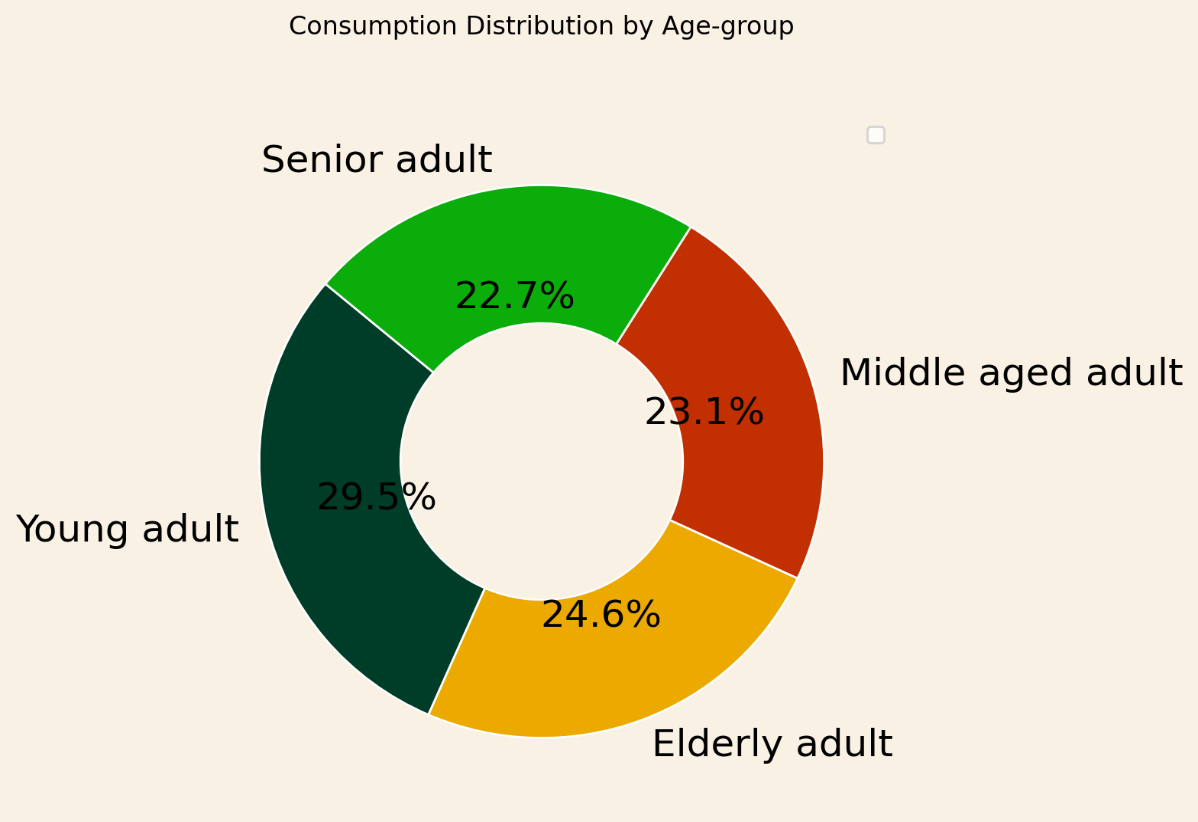 Consumption Distribution by Age-group
Senior adult
22.7%
Middle aged adult
23.1%
Young adult
29.5%
24.6%
Elderly adult